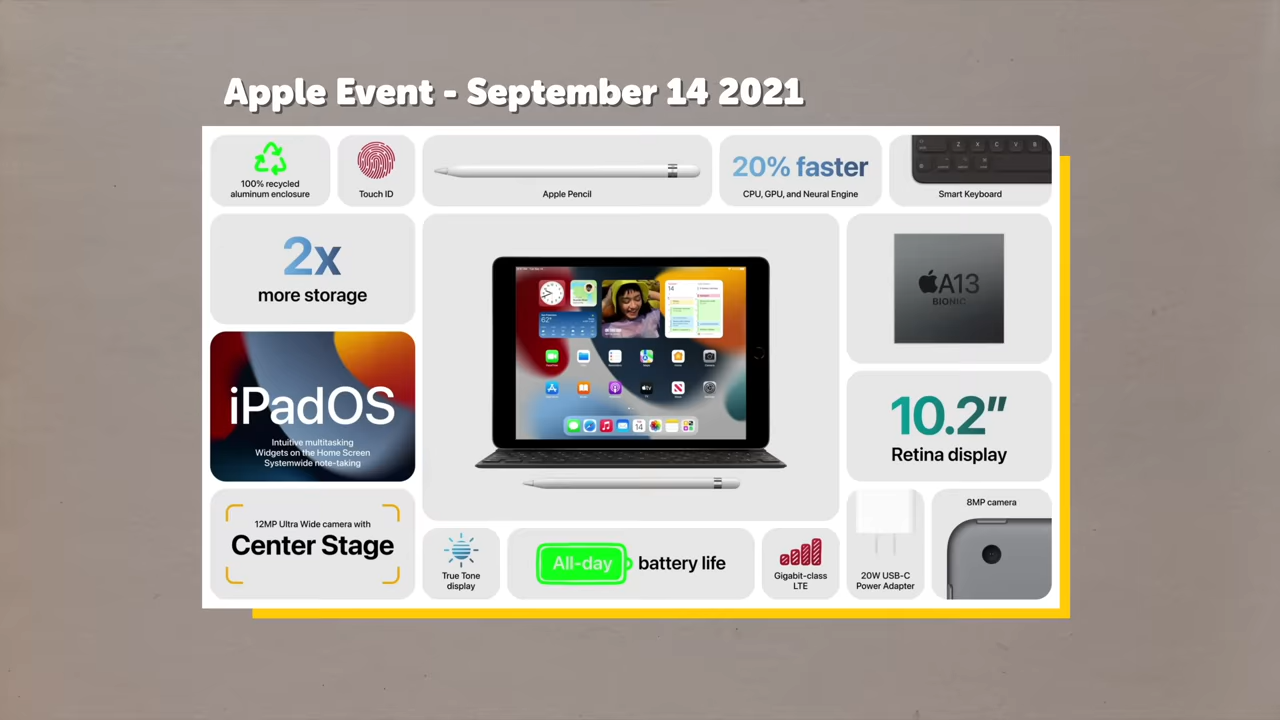 Apple Event - September 14 2021
100% recycled
aluminum enclosure
Touch ID
Apple Pencil
20% faster
CPU, GPU, and Neural Engine
Z X C V B
Smart Keyboard
2x
more storage
14
62°
14
A13
BIONIC
iPadOS
Intuitive multitasking
Widgets on the Home Screen
Systemwide note-taking
10.2"
Retina display
12MP Ultra Wide camera with
Center Stage
True Tone
display
All-day battery life
Gigabit-class
LTE
20W USB-C
Power Adapter
8MP camera